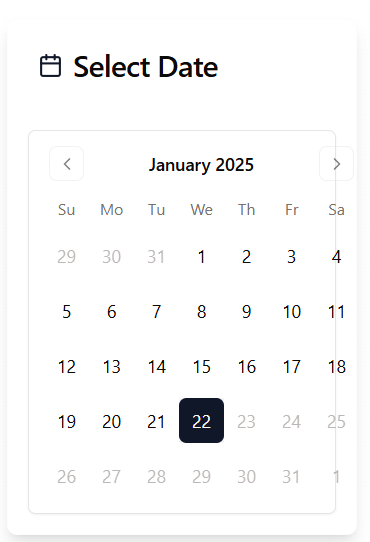 Select Date
January 2025
Su Mo Tu We Th Fr Sa
29 30 31 1 2 3 4
5 6 7 8 9 10 11
12 13 14 15 16 17 18
19 20 21 22 23 24 25
26 27 28 29 30 31 1